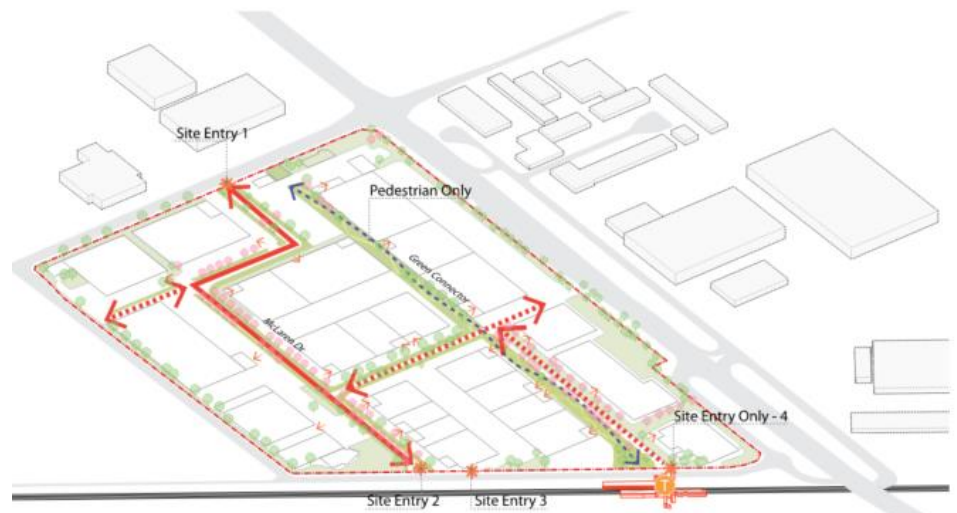 Site Entry 1
Pedestrian Only
Green Connector
McLaren Dr
Site Entry Only - 4
T
Site Entry 2
Site Entry 3